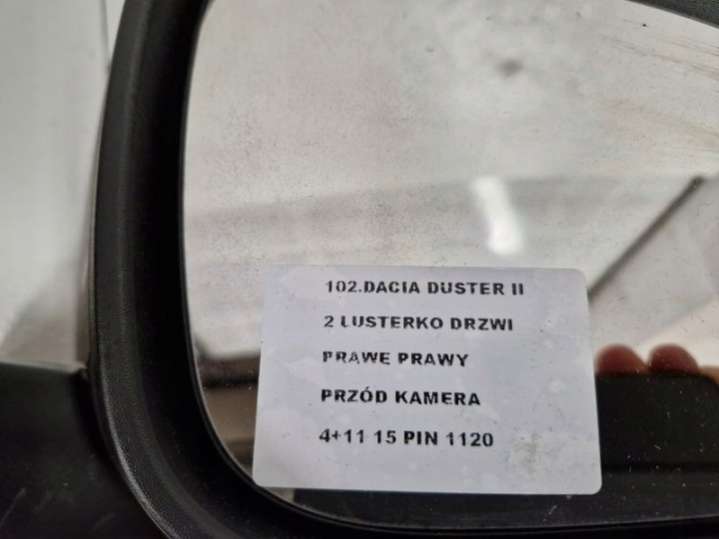 102.DACIA DUSTER II
2 LUSTERKO DRZWI
PRAWE PRAWY
PRZÓD KAMERA
4+11 15 PIN 1120